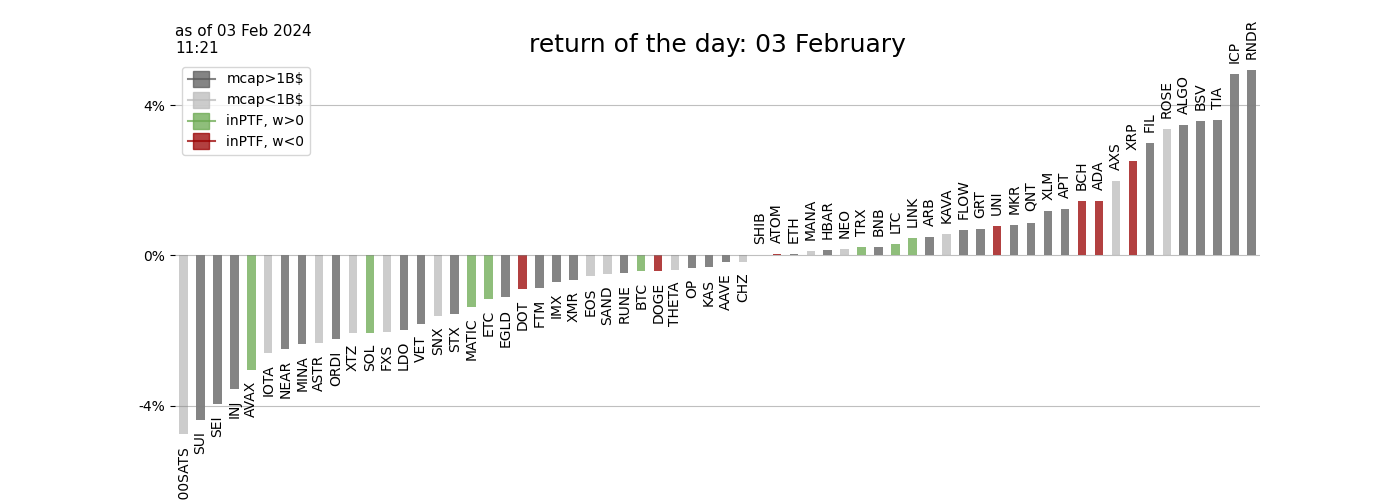 as of 03 Feb 2024
11:21
return of the day: 03 February
mcap>1B$
mcap<1B$
inPTF, w>0
inPTF, w<0
4%
0%
-4%
00SATS
SUI
SEI
INJ
AVAX
IOTA
NEAR
MINA
ASTR
ORDI
XTZ
SOL
FXS
LDO
VET
SNX
STX
MATIC
ETC
EGLD
DOT
FTM
IMX
XMR
EOS
SAND
RUNE
BTC
DOGE
THETA
OP
KAS
AAVE
CHZ
SHIB
ATOM
ETH
MANA
HBAR
NEO
TRX
BNB
LTC
LINK
ARB
KAVA
FLOW
GRT
UNI
MKR
QNT
XLM
APT
BCH
ADA
AXS
XRP
FIL
ROSE
ALGO
BSV
TIA
ICP
RNDR